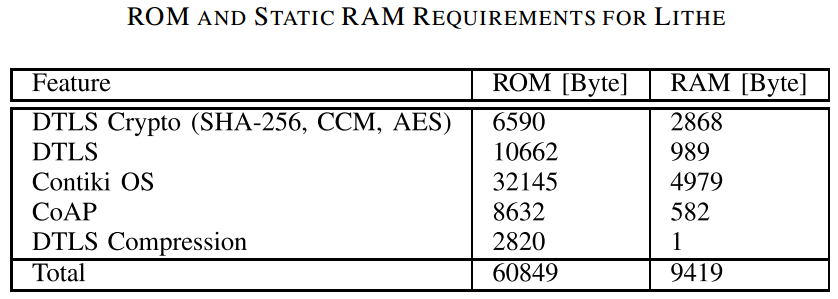 ROM AND STATIC RAM REQUIREMENTS FOR LITHE
Feature ROM [Byte] RAM [Byte]
DTLS Crypto (SHA-256, CCM, AES) 6590 2868
DTLS 10662 989
Contiki OS 32145 4979
CoAP 8632 582
DTLS Compression 2820 1
Total 60849 9419